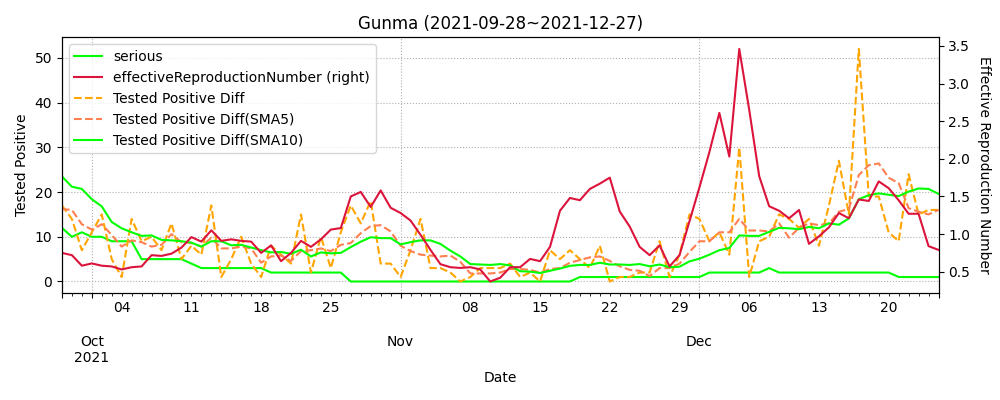 Gunma (2021-09-28~2021-12-27)
serious
effectiveReproductionNumber (right)
Tested Positive Diff
Tested Positive Diff(SMA5)
Tested Positive Diff(SMA10)
Tested Positive
50
40
30
20
10
0
3.5
3.0
2.5
2.0
1.5
1.0
0.5
Effective Reproduction Number
04 11 18 25 08 15 22 29 06 13 20
Oct Nov Dec
2021
Date